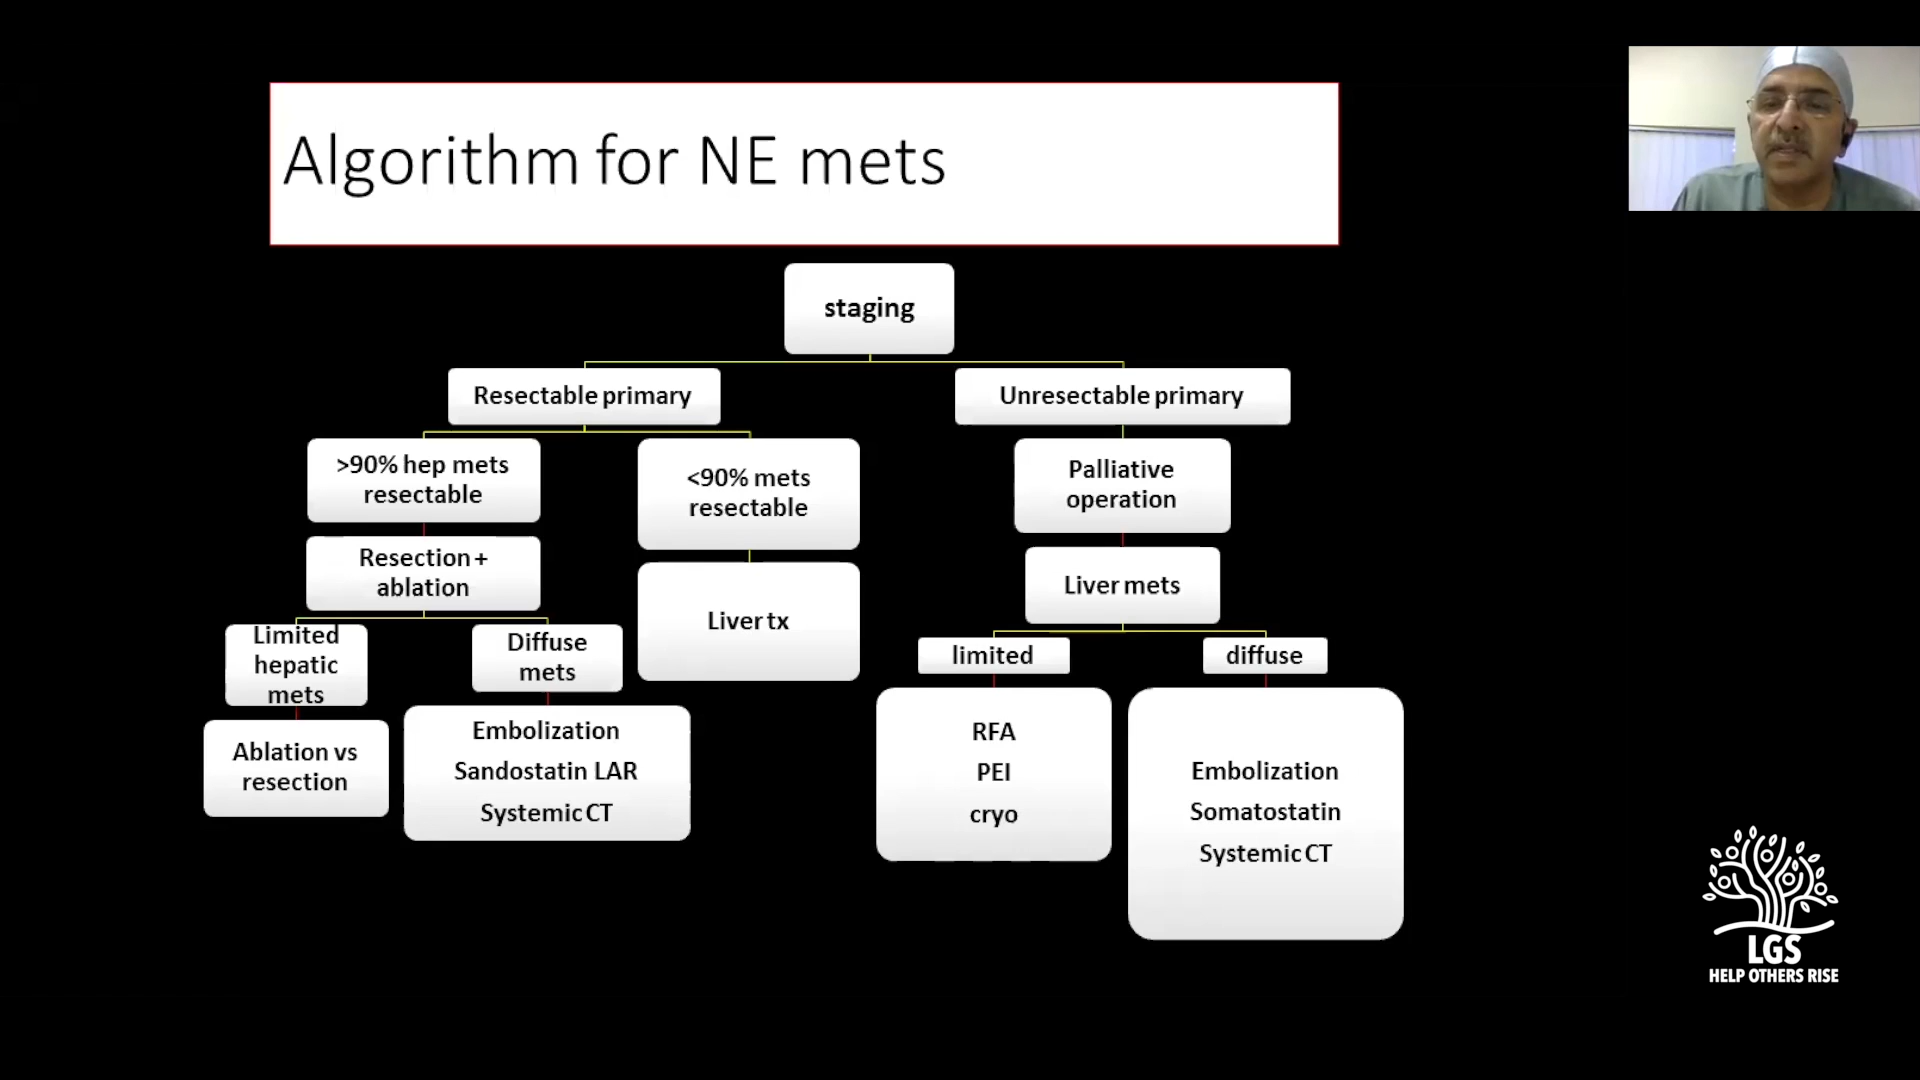 Algorithm for NE mets
staging
Resectable primary
Unresectable primary
>90% hep mets
resectable
<90% mets
resectable
Palliative
operation
Resection +
ablation
Liver tx
Liver mets
Limited
hepatic
mets
Diffuse
mets
limited
diffuse
Ablation vs
resection
Embolization
Sandostatin LAR
Systemic CT
RFA
PEI
cryo
Embolization
Somatostatin
Systemic CT
LGS
HELP OTHERS RISE